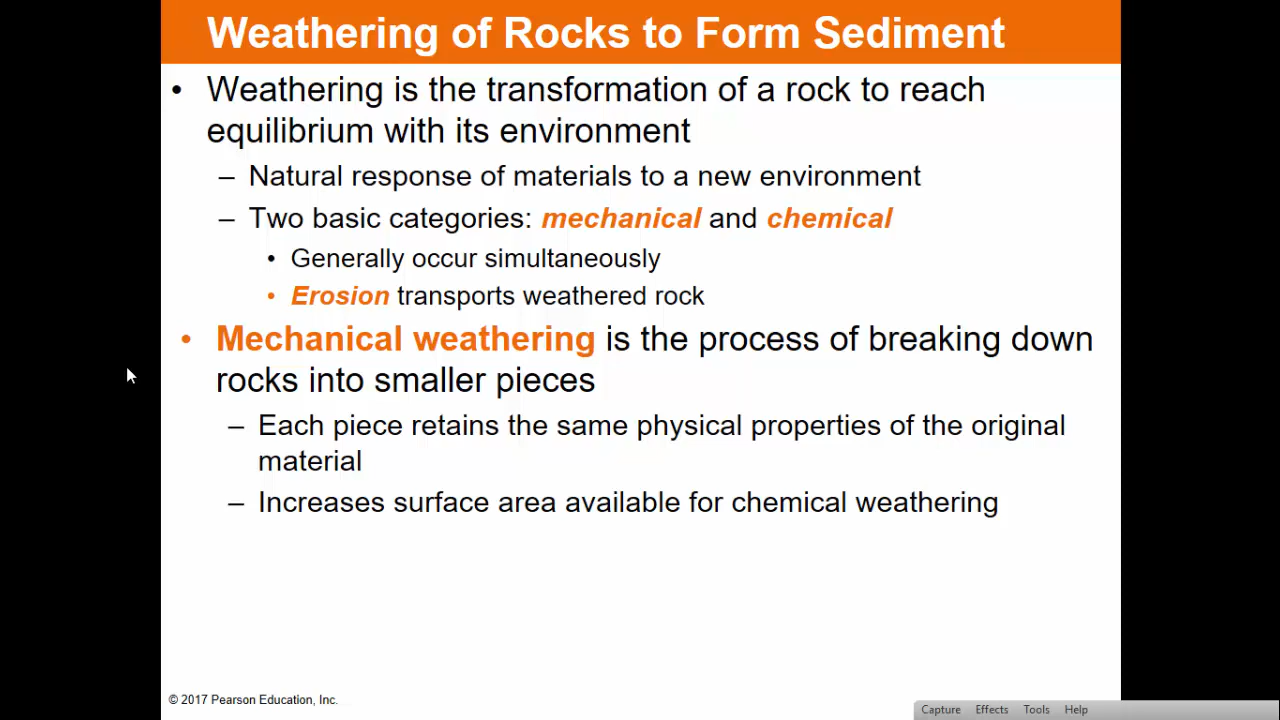 Weathering of Rocks to Form Sediment
• Weathering is the transformation of a rock to reach
equilibrium with its environment
– Natural response of materials to a new environment
– Two basic categories: mechanical and chemical
• Generally occur simultaneously
• Erosion transports weathered rock
• Mechanical weathering is the process of breaking down
rocks into smaller pieces
– Each piece retains the same physical properties of the original
material
– Increases surface area available for chemical weathering
© 2017 Pearson Education, Inc.
Capture Effects Tools Help